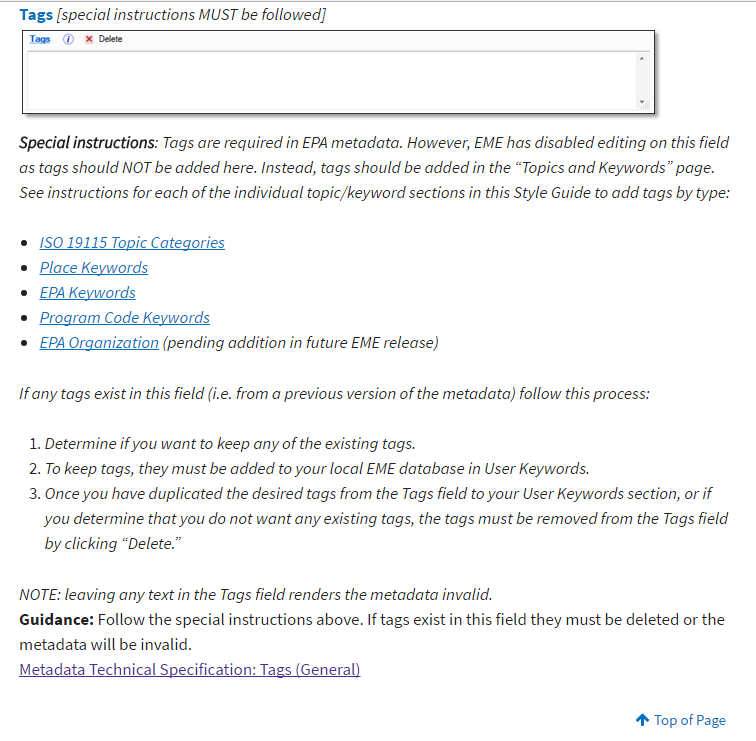 Tags [special instructions MUST be followed]
Tags i Delete
Special instructions: Tags are required in EPA metadata. However, EME has disabled editing on this field
as tags should NOT be added here. Instead, tags should be added in the “Topics and Keywords” page.
See instructions for each of the individual topic/keyword sections in this Style Guide to add tags by type:
• ISO 19115 Topic Categories
• Place Keywords
• EPA Keywords
• Program Code Keywords
• EPA Organization (pending addition in future EME release)
If any tags exist in this field (i.e. from a previous version of the metadata) follow this process:
1. Determine if you want to keep any of the existing tags.
2. To keep tags, they must be added to your local EME database in User Keywords.
3. Once you have duplicated the desired tags from the Tags field to your User Keywords section, or if
you determine that you do not want any existing tags, the tags must be removed from the Tags field
by clicking “Delete.”
NOTE: leaving any text in the Tags field renders the metadata invalid.
Guidance: Follow the special instructions above. If tags exist in this field they must be deleted or the
metadata will be invalid.
Metadata Technical Specification: Tags (General)
Top of Page